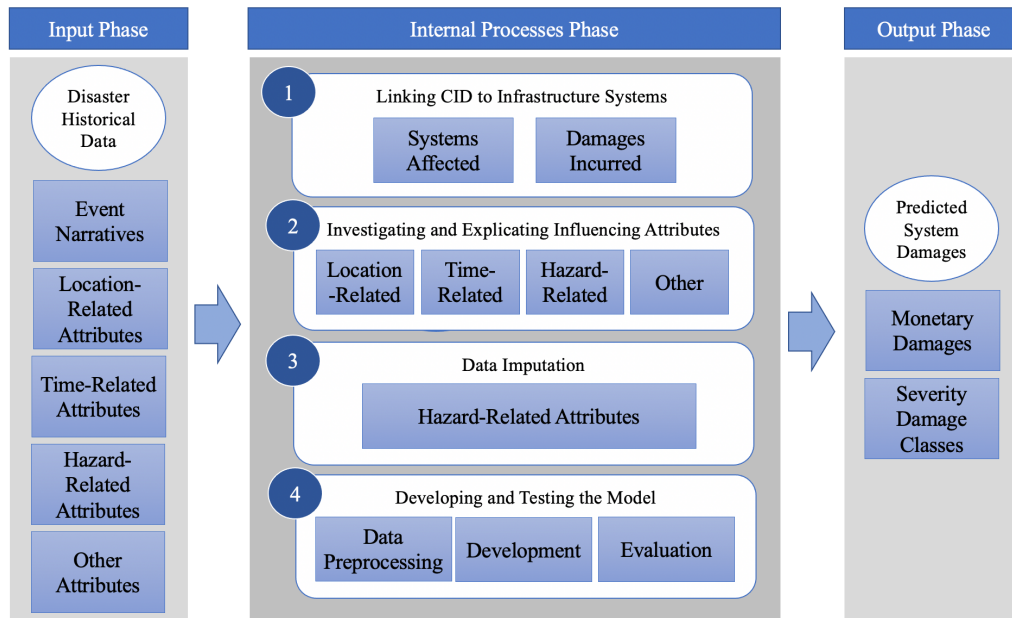 Input Phase
Disaster
Historical
Data
Event
Narratives
Location-
Related
Attributes
Time-Related
Attributes
Hazard-
Related
Attributes
Other
Attributes
Internal Processes Phase
1
Linking CID to Infrastructure Systems
Systems
Affected
Damages
Incurred
2
Investigating and Explicating Influencing Attributes
Location
-Related
Time-
Related
Hazard-
Related
Other
3
Data Imputation
Hazard-Related Attributes
4
Developing and Testing the Model
Data
Preprocessing
Development
Evaluation
Output Phase
Predicted
System
Damages
Monetary
Damages
Severity
Damage
Classes